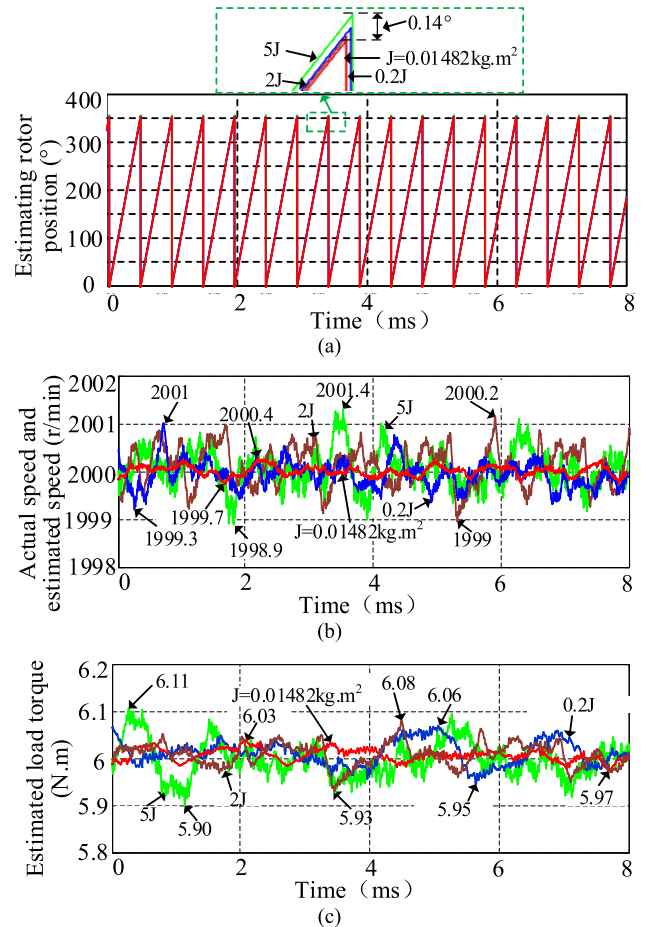 0.14°
5J
J=0.01482kg.m²
2J
0.2J
400
300
200
100
0
Estimating rotor
position (°)
0 2 4 6 8
Time（ms）
(a)
2002
2001
2000
1999
1998
Actual speed and
estimated speed (r/min)
2001
2000.4
2J
2001.4
5J
2000.2
1999.3
1999.7
1998.9
J=0.01482kg.m²
0.2J
1999
0 2 4 6 8
Time（ms）
(b)
6.2
6.1
6
5.9
5.8
Estimated load torque
(N.m)
6.11
J=0.01482kg.m²
6.03
6.08
6.06
0.2J
5J
5.90
2J
5.93
5.95
5.97
0 2 4 6 8
Time（ms）
(c)